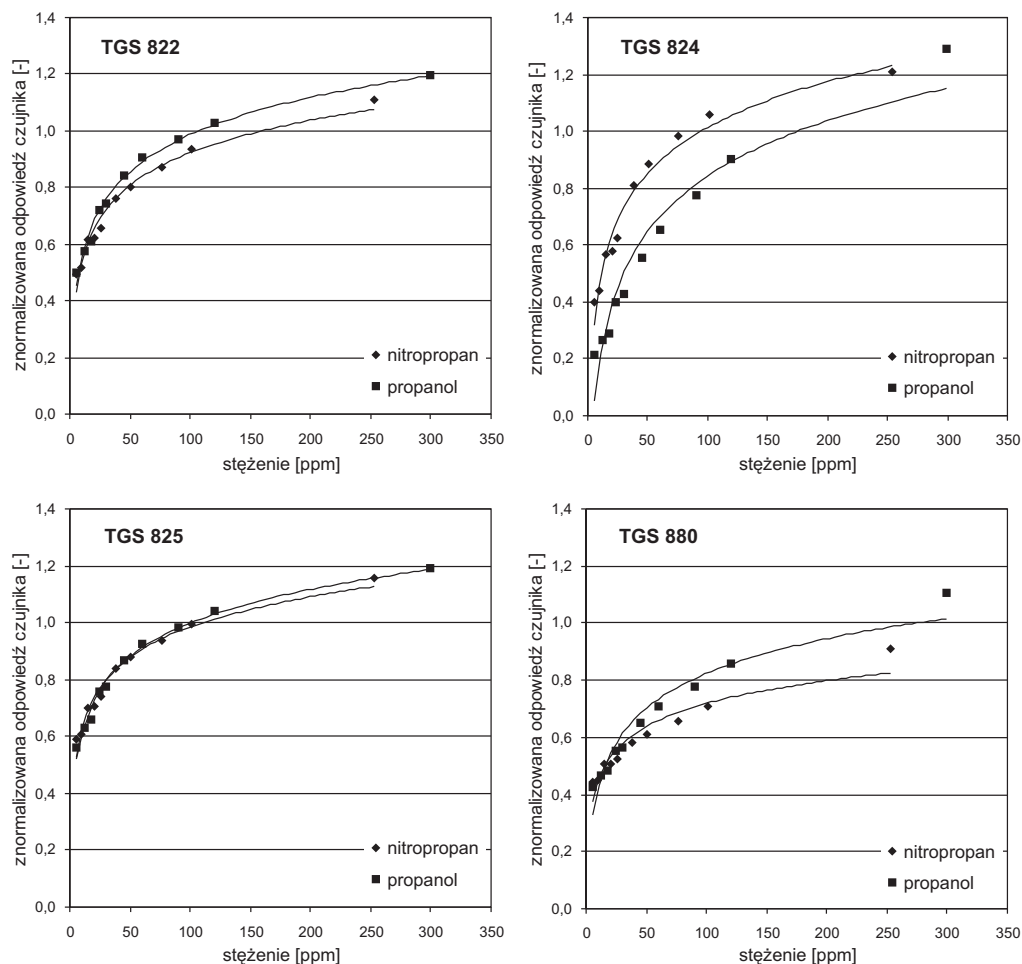 TGS 822
znormalizowana odpowiedź czujnika [-]
1,4
1,2
1,0
0,8
0,6
0,4
0,2
0,0
nitropropan
propanol
0 50 100 150 200 250 300 350
stężenie [ppm]
TGS 824
znormalizowana odpowiedź czujnika [-]
1,4
1,2
1,0
0,8
0,6
0,4
0,2
0,0
nitropropan
propanol
0 50 100 150 200 250 300 350
stężenie [ppm]
TGS 825
znormalizowana odpowiedź czujnika [-]
1,4
1,2
1,0
0,8
0,6
0,4
0,2
0,0
nitropropan
propanol
0 50 100 150 200 250 300 350
stężenie [ppm]
TGS 880
znormalizowana odpowiedź czujnika [-]
1,4
1,2
1,0
0,8
0,6
0,4
0,2
0,0
nitropropan
propanol
0 50 100 150 200 250 300 350
stężenie [ppm]